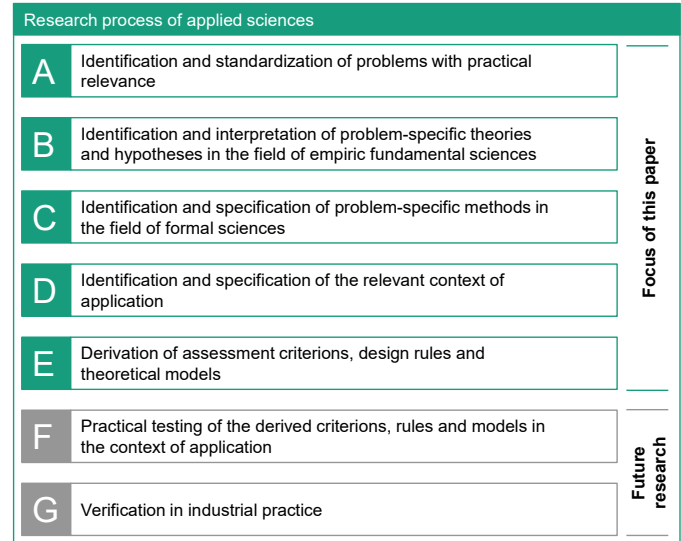 Research process of applied sciences
A
Identification and standardization of problems with practical
relevance
B
Identification and interpretation of problem-specific theories
and hypotheses in the field of empiric fundamental sciences
C
Identification and specification of problem-specific methods in
the field of formal sciences
D
Identification and specification of the relevant context of
application
E
Derivation of assessment criterions, design rules and
theoretical models
Focus of this paper
F
Practical testing of the derived criterions, rules and models in
the context of application
G
Verification in industrial practice
Future
research